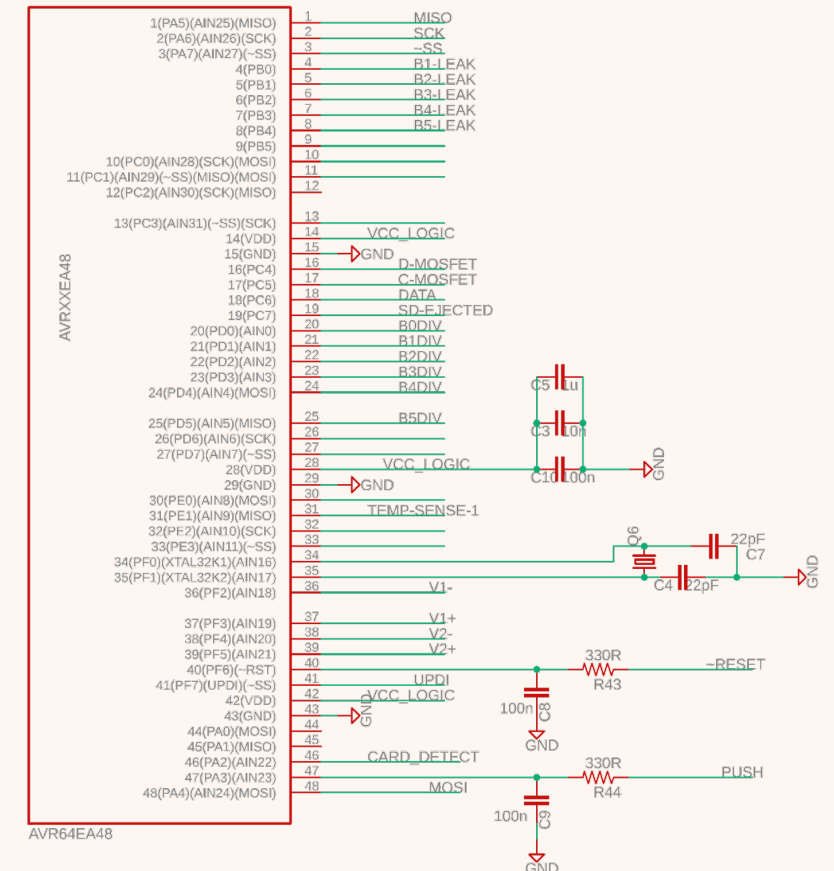 1(PA5)(AIN25)(MISO) 1 MISO
2(PA6)(AIN26)(SCK) 2 SCK
3(PA7)(AIN27)(~SS) 3 ~SS
4(PB0) 4 B1-LEAK
5(PB1) 5 B2-LEAK
6(PB2) 6 B3-LEAK
7(PB3) 7 B4-LEAK
8(PB4) 8 B5-LEAK
9(PB5) 9
10(PC0)(AIN28)(SCK)(MOSI) 10
11(PC1)(AIN29)(~SS)(MISO)(MOSI) 11
12(PC2)(AIN30)(SCK)(MISO) 12
13(PC3)(AIN31)(~SS)(SCK) 13
14(VDD) 14 VCC_LOGIC
15(GND) 15 GND
16(PC4) 16 D-MOSFET
17(PC5) 17 C-MOSFET
18(PC6) 18 DATA
19(PC7) 19 SD-EJECTED
20(PD0)(AIN0) 20 B0DIV
21(PD1)(AIN1) 21 B1DIV
22(PD2)(AIN2) 22 B2DIV
23(PD3)(AIN3) 23 B3DIV
24(PD4)(AIN4)(MOSI) 24 B4DIV
AVRXXEA48
C5 1u
25(PD5)(AIN5)(MISO) 25 B5DIV
26(PD6)(AIN6)(SCK) 26 C3 10n
27(PD7)(AIN7)(~SS) 27
28(VDD) 28 VCC_LOGIC C10 100n GND
29(GND) 29 GND
30(PE0)(AIN8)(MOSI) 30
31(PE1)(AIN9)(MISO) 31 TEMP-SENSE-1
32(PE2)(AIN10)(SCK) 32
33(PE3)(AIN11)(~SS) 33 Q6 22pF
34(PF0)(XTAL32K1)(AIN16) 34 C7
35(PF1)(XTAL32K2)(AIN17) 35 C4 22pF GND
36(PF2)(AIN18) 36 V1-
37(PF3)(AIN19) 37 V1+
38(PF4)(AIN20) 38 V2-
39(PF5)(AIN21) 39 V2+
330R
40(PF6)(~RST) 40 ~RESET
R43
41(PF7)(UPDI)(~SS) 41 UPDI
42(VDD) 42 VCC_LOGIC
43(GND) 43 GND 100n C8
44(PA0)(MOSI) 44
GND
45(PA1)(MISO) 45
46(PA2)(AIN22) 46 CARD_DETECT
330R
47(PA3)(AIN23) 47 PUSH
48(PA4)(AIN24)(MOSI) 48 MOSI R44
100n C9
AVR64EA48
GND